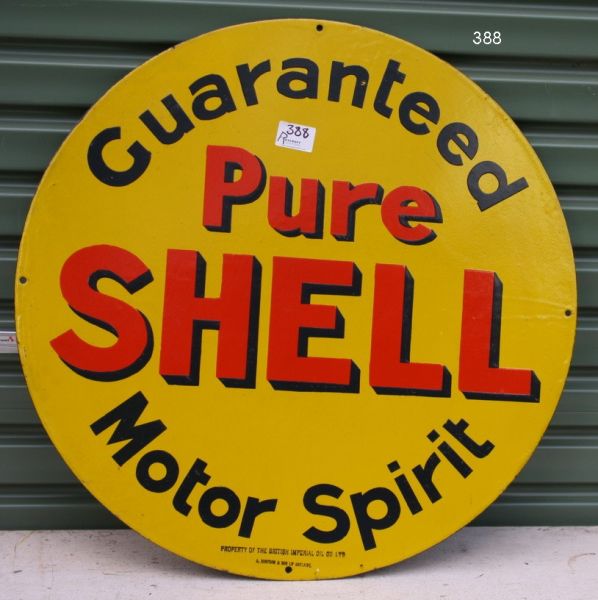 388
Guaranteed
388
Pure
SHELL
Motor Spirit
PROPERTY OF THE BRITISH IMPERIAL OIL CO LTD